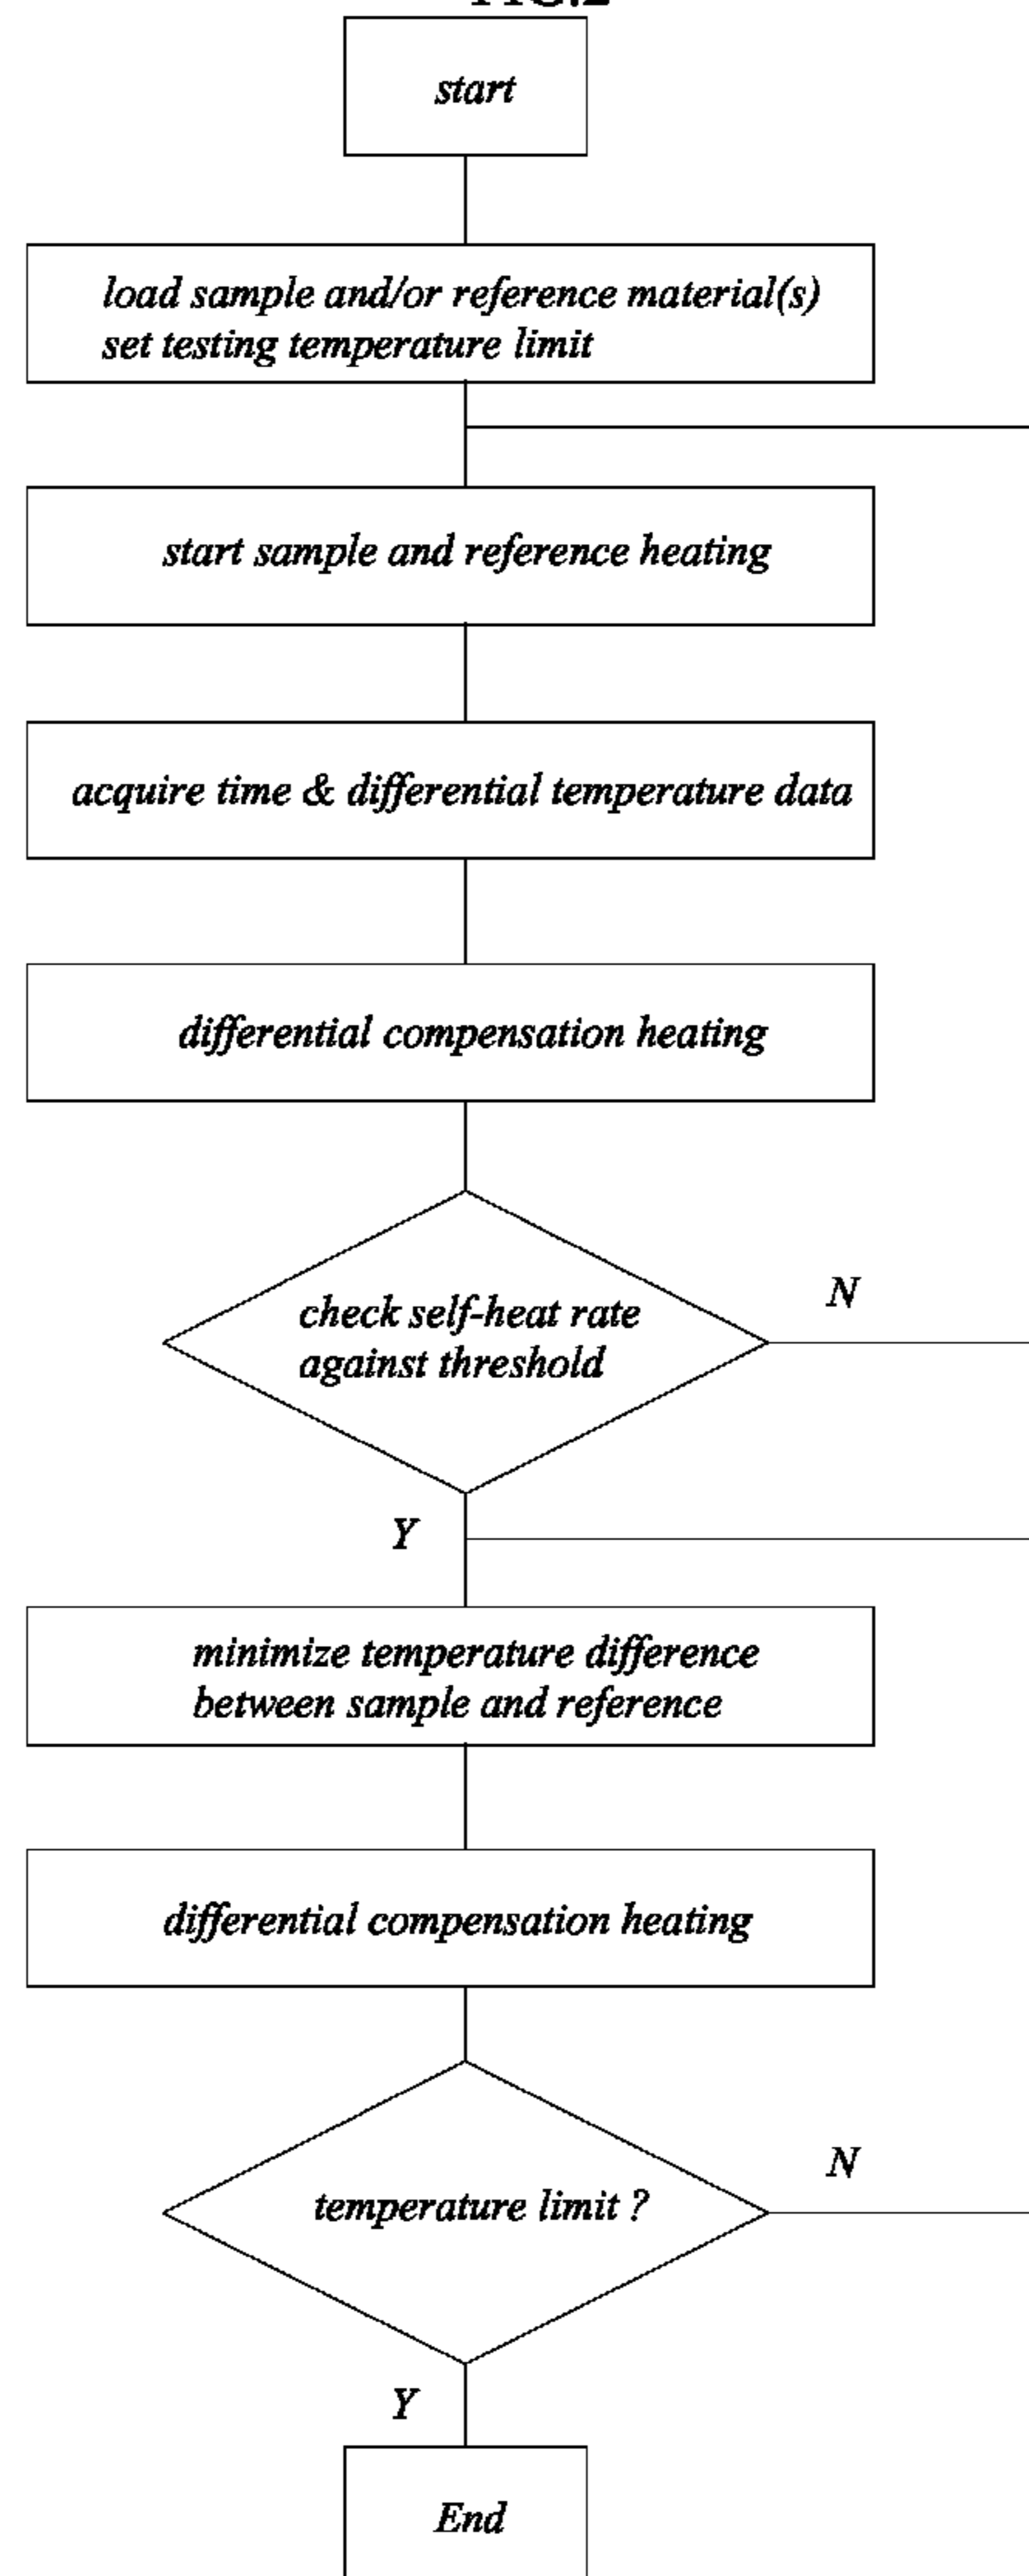 start
load sample and/or reference material(s)
set testing temperature limit
start sample and reference heating
acquire time & differential temperature data
differential compensation heating
check self-heat rate
against threshold
N
Y
minimize temperature difference
between sample and reference
differential compensation heating
temperature limit ?
N
Y
End